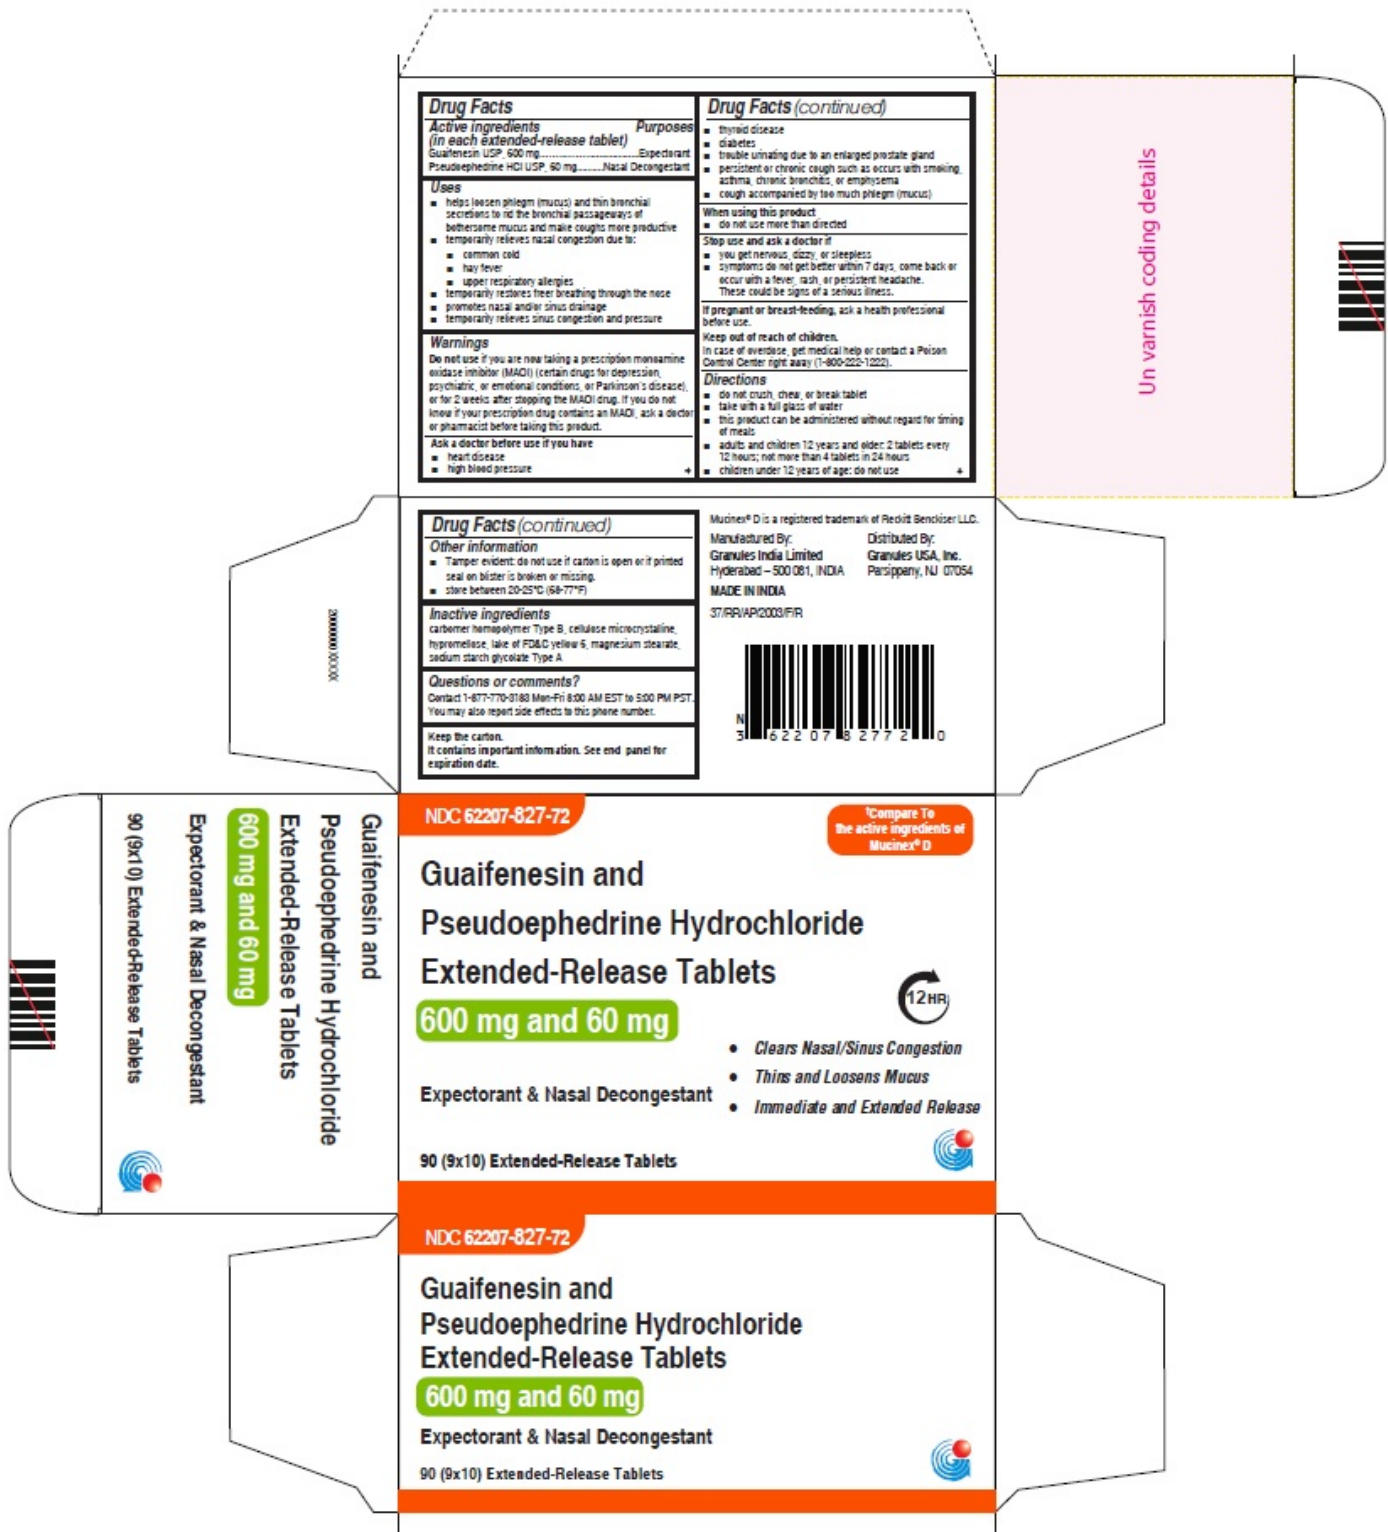 Drug Facts
Active ingredients Purposes
(in each extended-release tablet)
Guaifenesin USP, 600 mg......Expectorant
Pseudoephedrine HCl USP, 60 mg......Nasal Decongestant
Uses
■ helps loosen phlegm (mucus) and thin bronchial
secretions to rid the bronchial passageways of
bothersome mucus and make coughs more productive
■ temporarily relieves nasal congestion due to:
■ common cold
■ hay fever
■ upper respiratory allergies
■ temporarily restores freer breathing through the nose
■ promotes nasal and/or sinus drainage
■ temporarily relieves sinus congestion and pressure
Warnings
Do not use if you are now taking a prescription monoamine
oxidase inhibitor (MAOI) (certain drugs for depression,
psychiatric, or emotional conditions, or Parkinson's disease),
or for 2 weeks after stopping the MAOI drug. If you do not
know if your prescription drug contains an MAOI, ask a doctor
or pharmacist before taking this product.
Ask a doctor before use if you have
■ heart disease
■ high blood pressure
Drug Facts (continued)
■ thyroid disease
■ diabetes
■ trouble urinating due to an enlarged prostate gland
■ persistent or chronic cough such as occurs with smoking,
asthma, chronic bronchitis, or emphysema
■ cough accompanied by too much phlegm (mucus)
When using this product
■ do not use more than directed
Stop use and ask a doctor if
■ you get nervous, dizzy, or sleepless
■ symptoms do not get better within 7 days, come back or
occur with a fever, rash, or persistent headache.
These could be signs of a serious illness.
If pregnant or breast-feeding, ask a health professional
before use.
Keep out of reach of children.
In case of overdose, get medical help or contact a Poison
Control Center right away (1-800-222-1222).
Directions
■ do not crush, chew, or break tablet
■ take with a full glass of water
■ this product can be administered without regard for timing
of meals
■ adults and children 12 years and older: 2 tablets every
12 hours; not more than 4 tablets in 24 hours
■ children under 12 years of age: do not use
Un varnish coding details
Drug Facts (continued)
Other information
■ Tamper evident: do not use if carton is open or if printed
seal on blister is broken or missing.
■ store between 20-25°C (68-77°F)
Inactive ingredients
carbomer homopolymer Type B, cellulose microcrystalline,
hypromellose, lake of FD&C yellow 6, magnesium stearate,
sodium starch glycolate Type A
Questions or comments?
Contact 1-877-770-3183 Mon-Fri 8:00 AM EST to 5:00 PM PST.
You may also report side effects to this phone number.
Keep the carton.
It contains important information. See end panel for
expiration date.
Mucinex® D is a registered trademark of Reckitt Benckiser LLC.
Manufactured By:
Granules India Limited
Hyderabad – 500 081, INDIA
Distributed By:
Granules USA, Inc.
Parsippany, NJ 07054
MADE IN INDIA
37/RR/AP/2003/F/R
N
3 62207 82772 0
Guaifenesin and
Pseudoephedrine Hydrochloride
Extended-Release Tablets
600 mg and 60 mg
Expectorant & Nasal Decongestant
90 (9x10) Extended-Release Tablets
NDC 62207-827-72
†Compare To
the active ingredients of
Mucinex® D
Guaifenesin and
Pseudoephedrine Hydrochloride
Extended-Release Tablets
600 mg and 60 mg
12 HR
• Clears Nasal/Sinus Congestion
• Thins and Loosens Mucus
• Immediate and Extended Release
Expectorant & Nasal Decongestant
90 (9x10) Extended-Release Tablets
NDC 62207-827-72
Guaifenesin and
Pseudoephedrine Hydrochloride
Extended-Release Tablets
600 mg and 60 mg
Expectorant & Nasal Decongestant
90 (9x10) Extended-Release Tablets